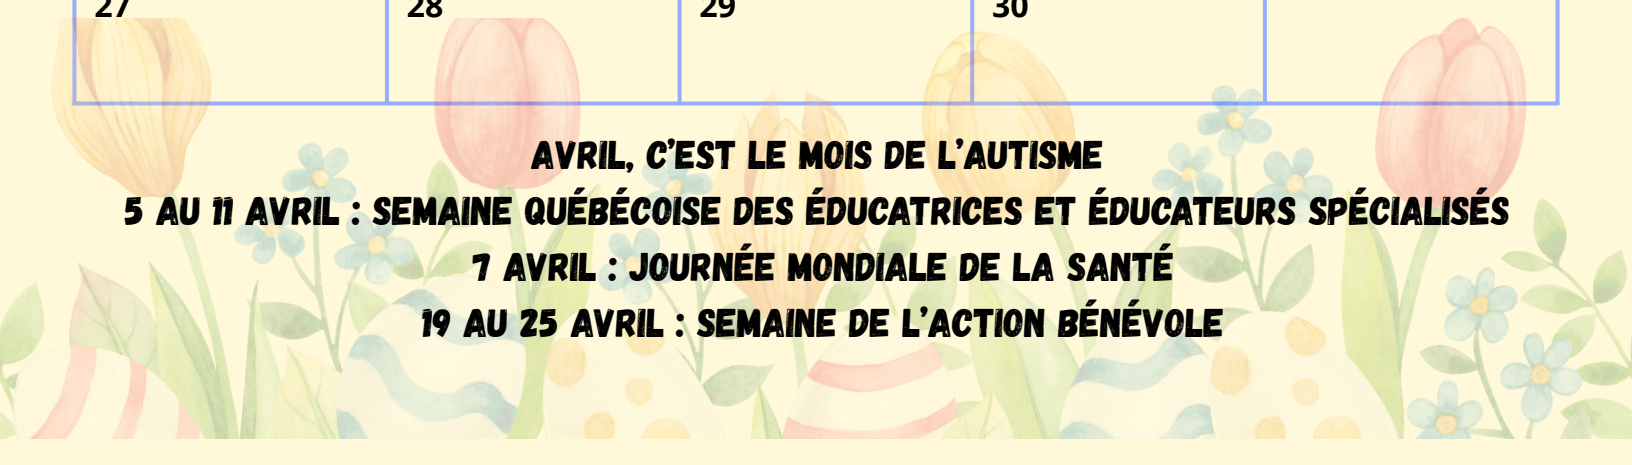 27 28 29 30
AVRIL, C'EST LE MOIS DE L'AUTISME
5 AU 11 AVRIL : SEMAINE QUÉBÉCOISE DES ÉDUCATRICES ET ÉDUCATEURS SPÉCIALISÉS
7 AVRIL : JOURNÉE MONDIALE DE LA SANTÉ
19 AU 25 AVRIL : SEMAINE DE L'ACTION BÉNÉVOLE